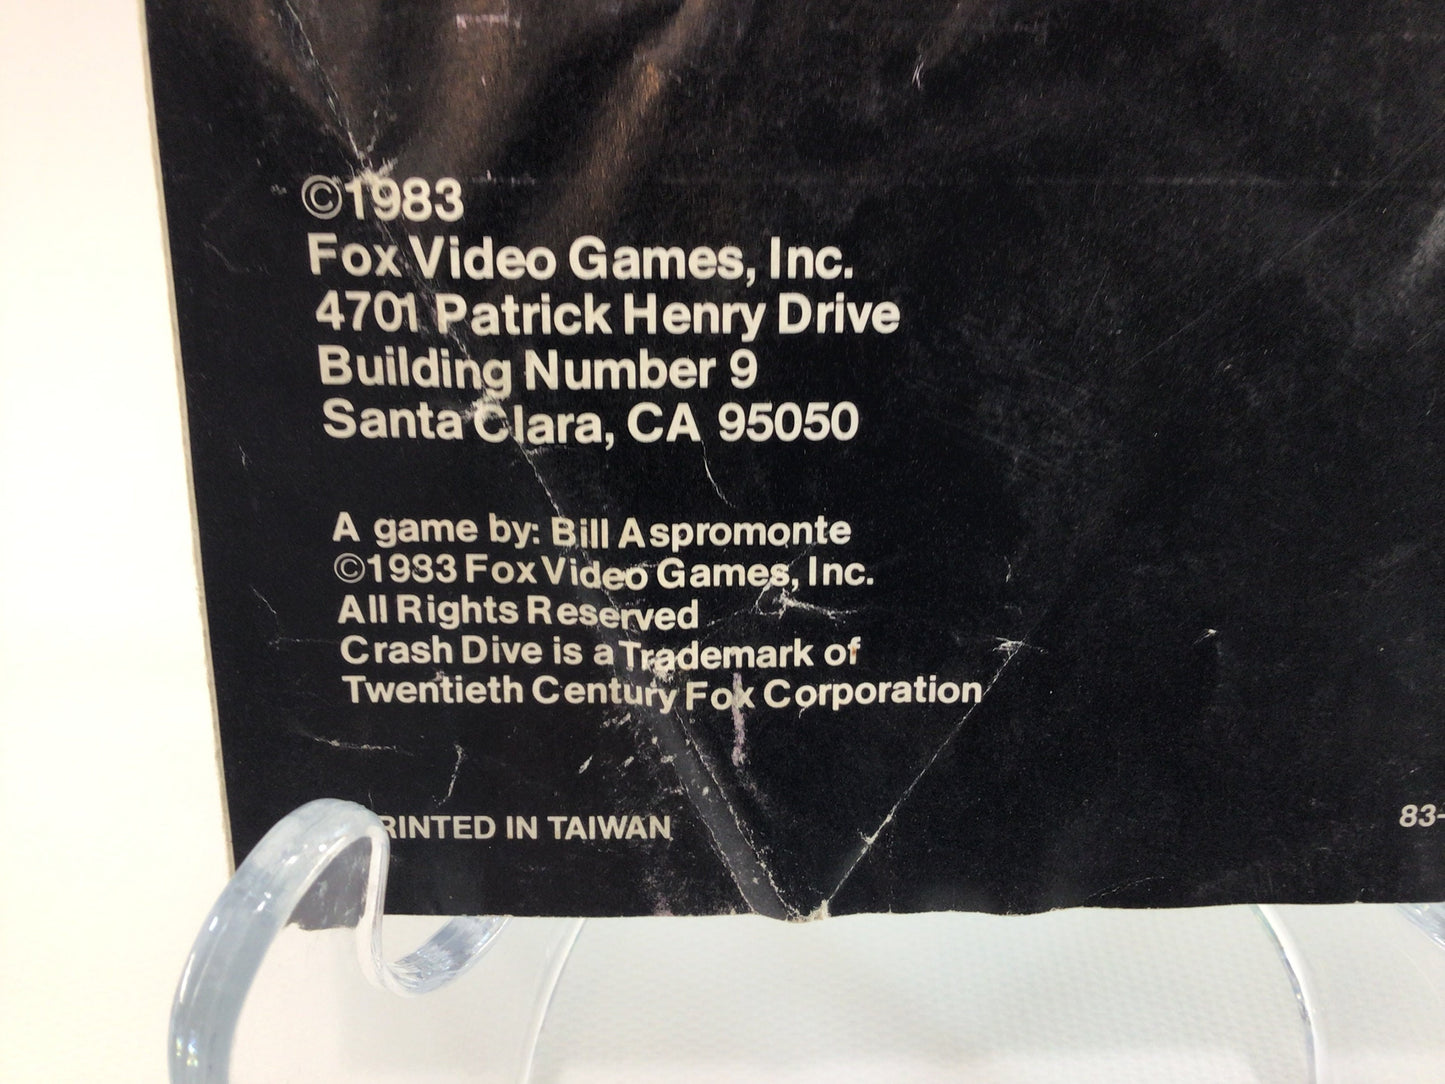 ©1983
Fox Video Games, Inc.
4701 Patrick Henry Drive
Building Number 9
Santa Clara, CA 95050
A game by: Bill Aspromonte
©1983 Fox Video Games, Inc.
All Rights Reserved
Crash Dive is a Trademark of
Twentieth Century Fox Corporation
PRINTED IN TAIWAN
83-